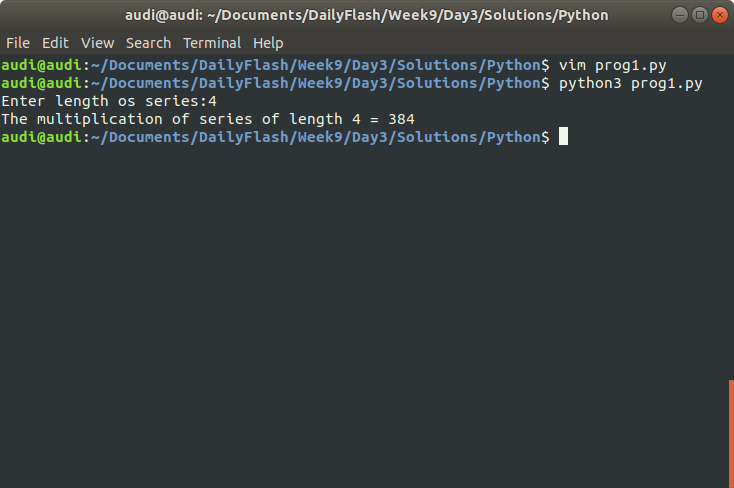 audi@audi: ~/Documents/DailyFlash/Week9/Day3/Solutions/Python
File Edit View Search Terminal Help
audi@audi:~/Documents/DailyFlash/Week9/Day3/Solutions/Python$ vim prog1.py
audi@audi:~/Documents/DailyFlash/Week9/Day3/Solutions/Python$ python3 prog1.py
Enter length os series:4
The multiplication of series of length 4 = 384
audi@audi:~/Documents/DailyFlash/Week9/Day3/Solutions/Python$